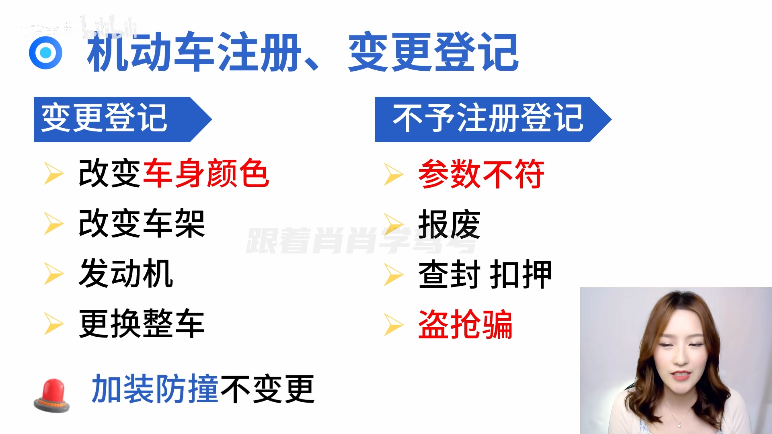 机动车注册、变更登记
变更登记
改变车身颜色
改变车架
发动机
更换整车
加装防撞不变更
不予注册登记
参数不符
报废
查封 扣押
盗抢骗
跟着肖肖学驾考